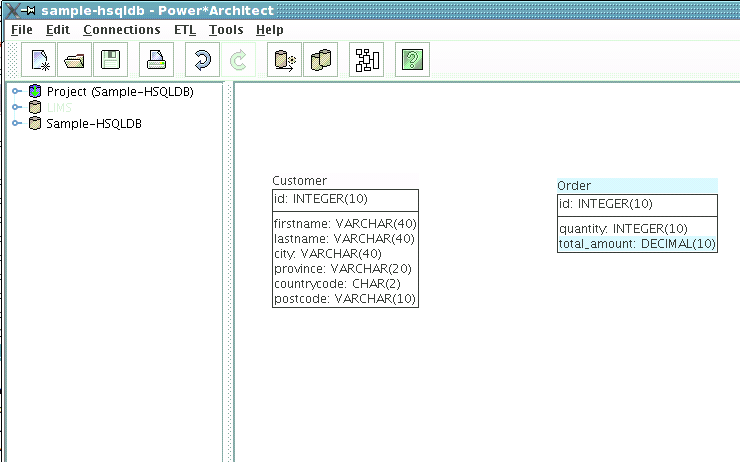 sample-hsqldb - Power*Architect
File Edit Connections ETL Tools Help
Project (Sample-HSQLDB)
LIMS
Sample-HSQLDB
Customer
id: INTEGER(10)
firstname: VARCHAR(40)
lastname: VARCHAR(40)
city: VARCHAR(40)
province: VARCHAR(20)
countrycode: CHAR(2)
postcode: VARCHAR(10)
Order
id: INTEGER(10)
quantity: INTEGER(10)
total_amount: DECIMAL(10)